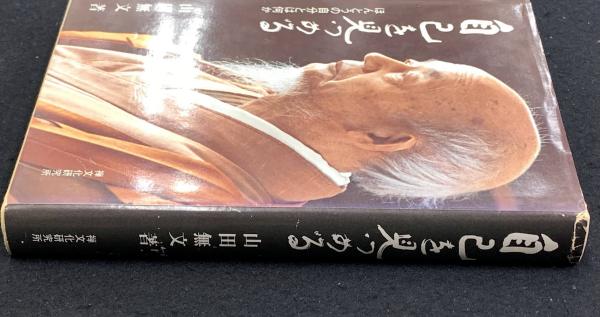 自己を見つめる
ほんとうの自分とは何か
山田無文著
禅文化研究所
自己を見つめる
山田無文著
禅文化研究所